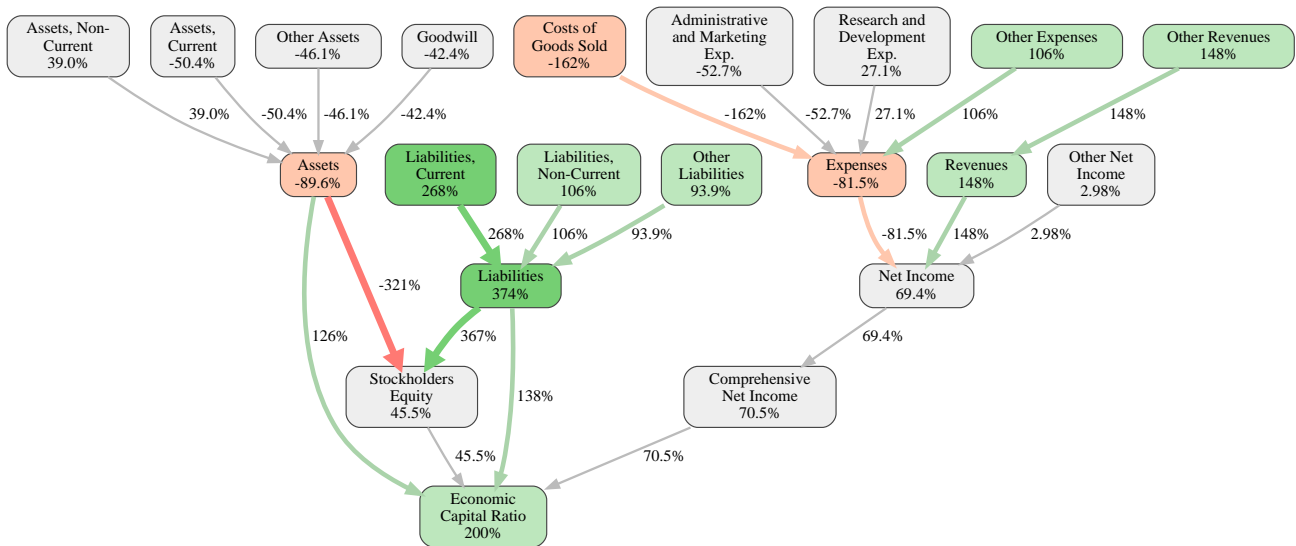 Assets, Non-
Current
39.0%
Assets,
Current
-50.4%
Other Assets
-46.1%
Goodwill
-42.4%
Costs of
Goods Sold
-162%
Administrative
and Marketing
Exp.
-52.7%
Research and
Development
Exp.
27.1%
Other Expenses
106%
Other Revenues
148%
39.0%
-50.4%
-46.1%
-42.4%
-162%
-52.7%
27.1%
106%
148%
Assets
-89.6%
Liabilities,
Current
268%
Liabilities,
Non-Current
106%
Other
Liabilities
93.9%
Expenses
-81.5%
Revenues
148%
Other Net
Income
2.98%
268%
106%
93.9%
-81.5%
148%
2.98%
-321%
Liabilities
374%
Net Income
69.4%
126%
367%
69.4%
Stockholders
Equity
45.5%
138%
Comprehensive
Net Income
70.5%
45.5%
70.5%
Economic
Capital Ratio
200%